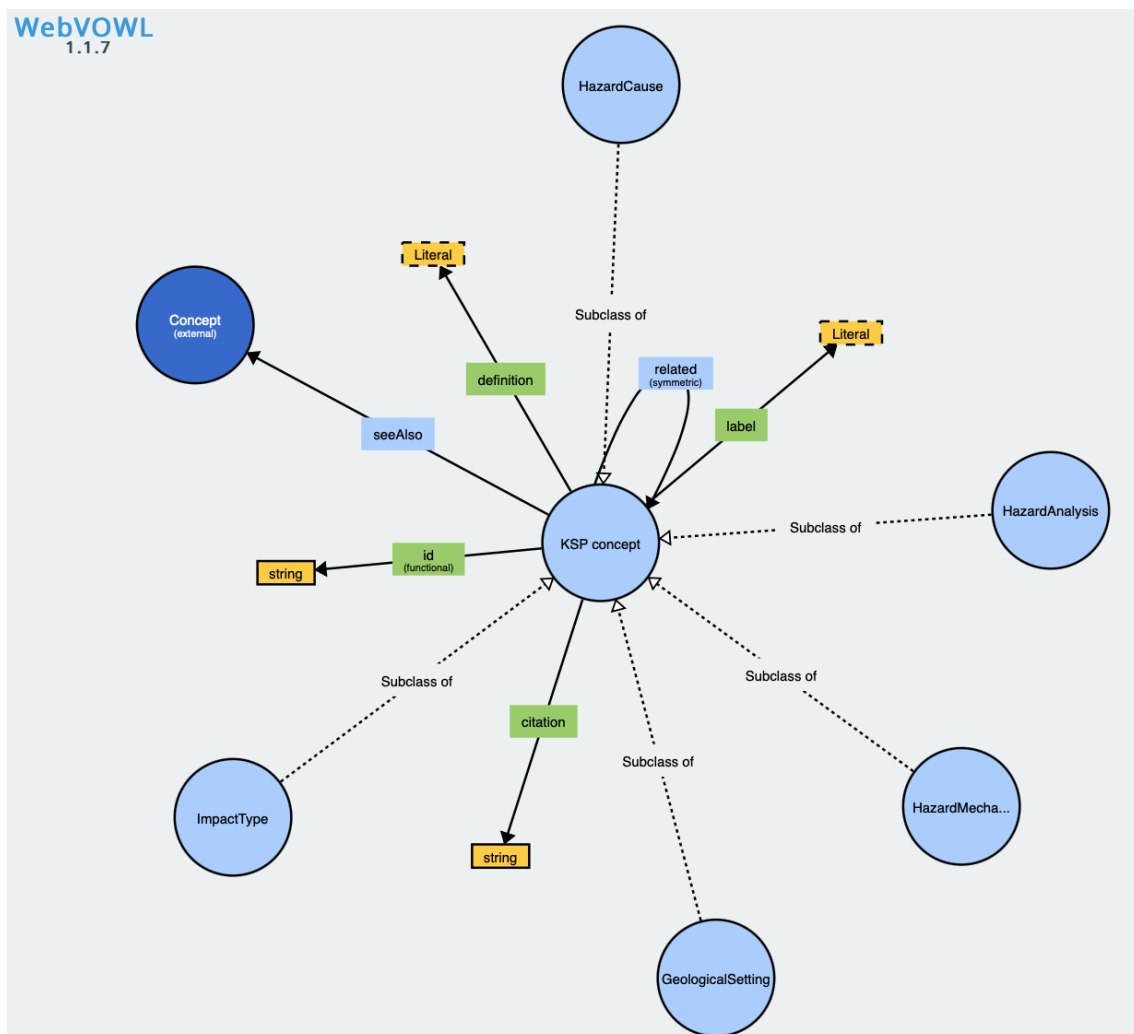 WebVOWL
1.1.7
HazardCause
Literal
Concept
(external)
Subclass of
Literal
related
(symmetric)
definition
label
seeAlso
HazardAnalysis
Subclass of
KSP concept
id
(functional)
string
Subclass of
Subclass of
citation
Subclass of
HazardMecha...
ImpactType
string
GeologicalSetting